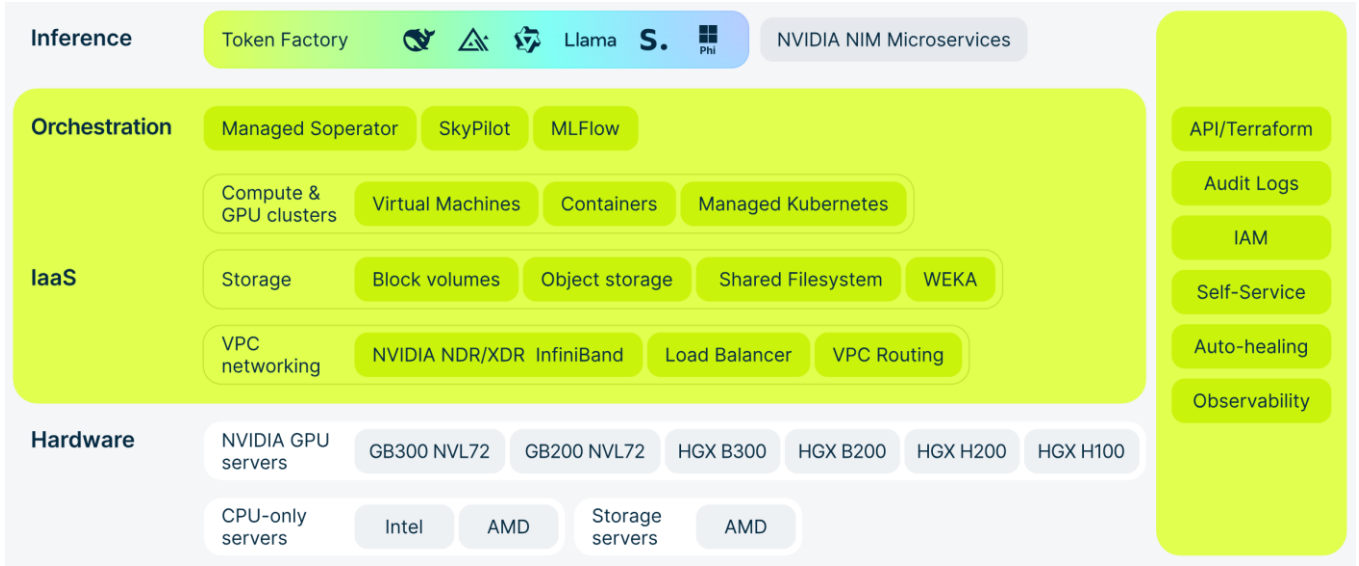 Inference
Token Factory
Llama
S.
Phi
NVIDIA NIM Microservices
Orchestration
Managed Soperator
SkyPilot
MLFlow
Compute &
GPU clusters
Virtual Machines
Containers
Managed Kubernetes
IaaS
Storage
Block volumes
Object storage
Shared Filesystem
WEKA
VPC
networking
NVIDIA NDR/XDR InfiniBand
Load Balancer
VPC Routing
Hardware
NVIDIA GPU
servers
GB300 NVL72
GB200 NVL72
HGX B300
HGX B200
HGX H200
HGX H100
CPU-only
servers
Intel
AMD
Storage
servers
AMD
API/Terraform
Audit Logs
IAM
Self-Service
Auto-healing
Observability